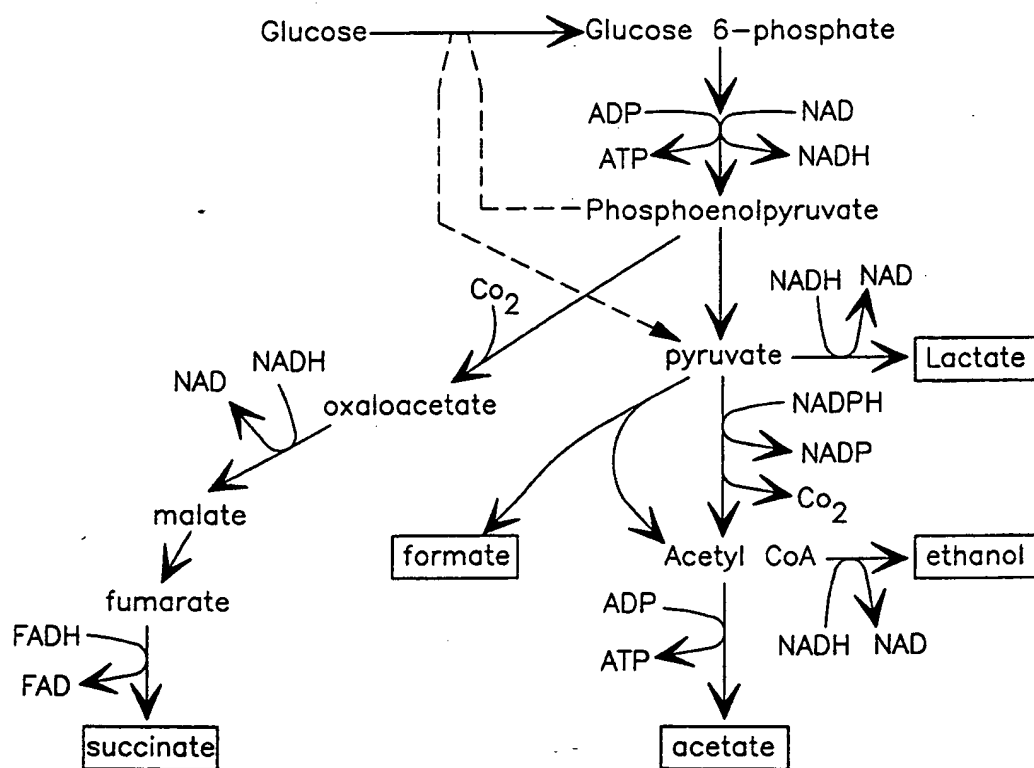 Glucose
Glucose 6-phosphate
ADP
NAD
ATP
NADH
Phosphoenolpyruvate
Co2
NADH
NAD
pyruvate
Lactate
NADH
NAD
oxaloacetate
NADPH
NADP
Co2
malate
formate
Acetyl CoA
ethanol
fumarate
ADP
FADH
NADH
NAD
ATP
FAD
succinate
acetate